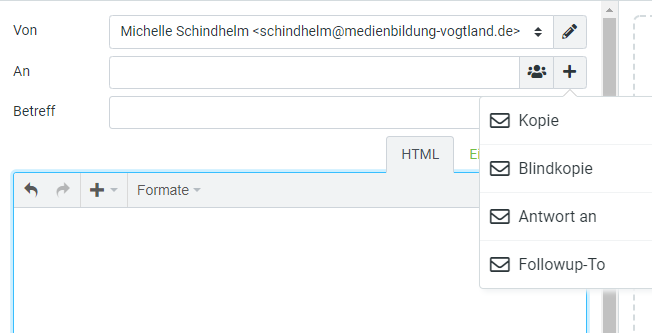 Von
Michelle Schindhelm <schindhelm@medienbildung-vogtland.de>
An
Betreff
Kopie
Blindkopie
Antwort an
Followup-To
HTML
Formate